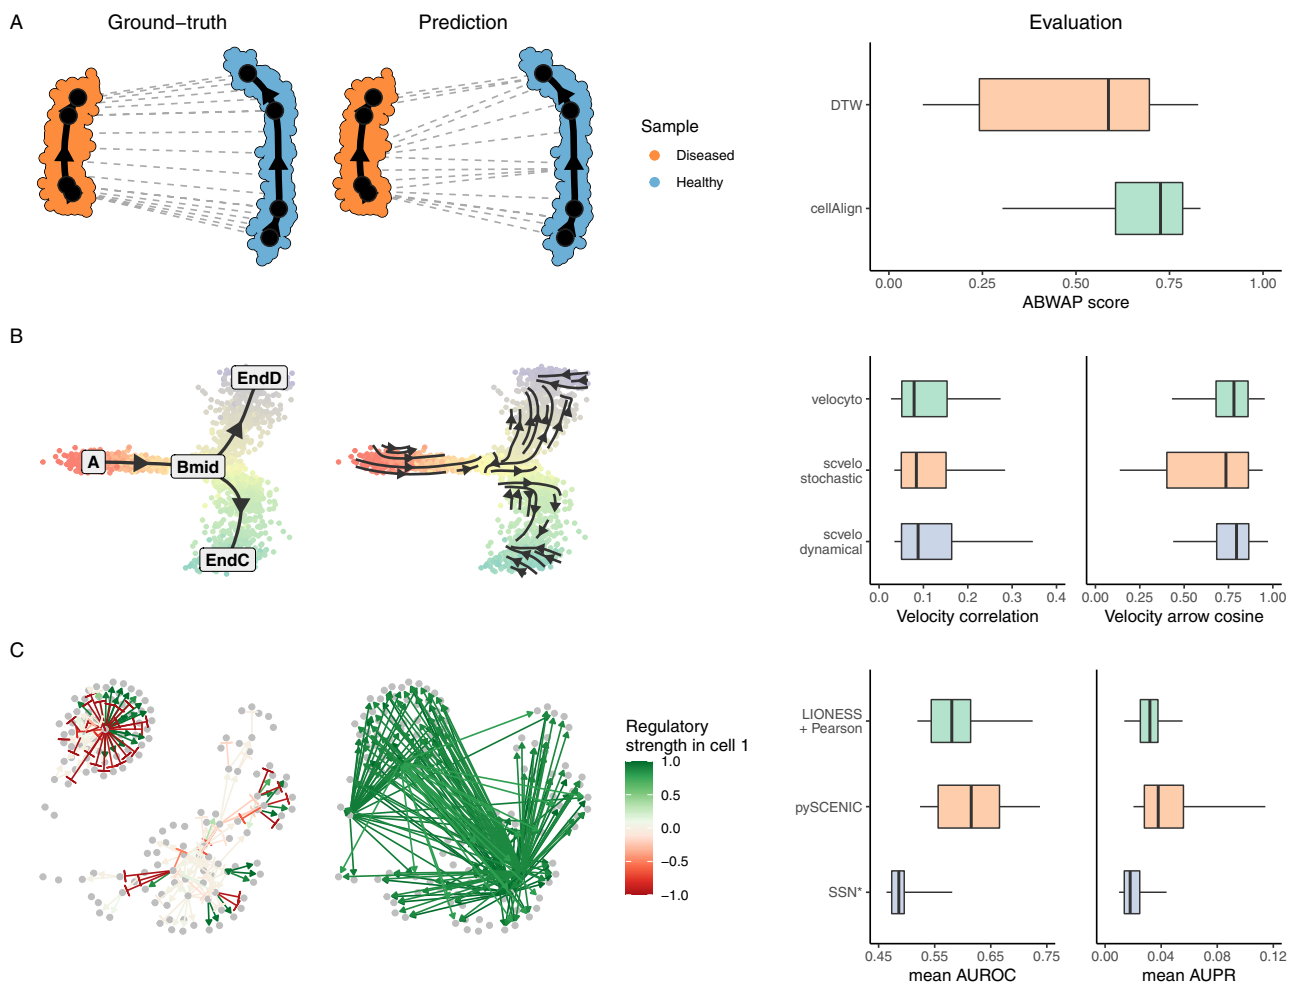 A
Ground−truth
Prediction
Evaluation
Sample
Diseased
Healthy
DTW
cellAlign
0.00 0.25 0.50 0.75 1.00
ABWAP score
B
EndD
A
Bmid
EndC
velocyto
scvelo
stochastic
scvelo
dynamical
0.0 0.1 0.2 0.3 0.4
Velocity correlation
0.00 0.25 0.50 0.75 1.00
Velocity arrow cosine
C
Regulatory
strength in cell 1
1.0
0.5
0.0
−0.5
−1.0
LIONESS
+ Pearson
pySCENIC
SSN*
0.45 0.55 0.65 0.75
mean AUROC
0.00 0.04 0.08 0.12
mean AUPR